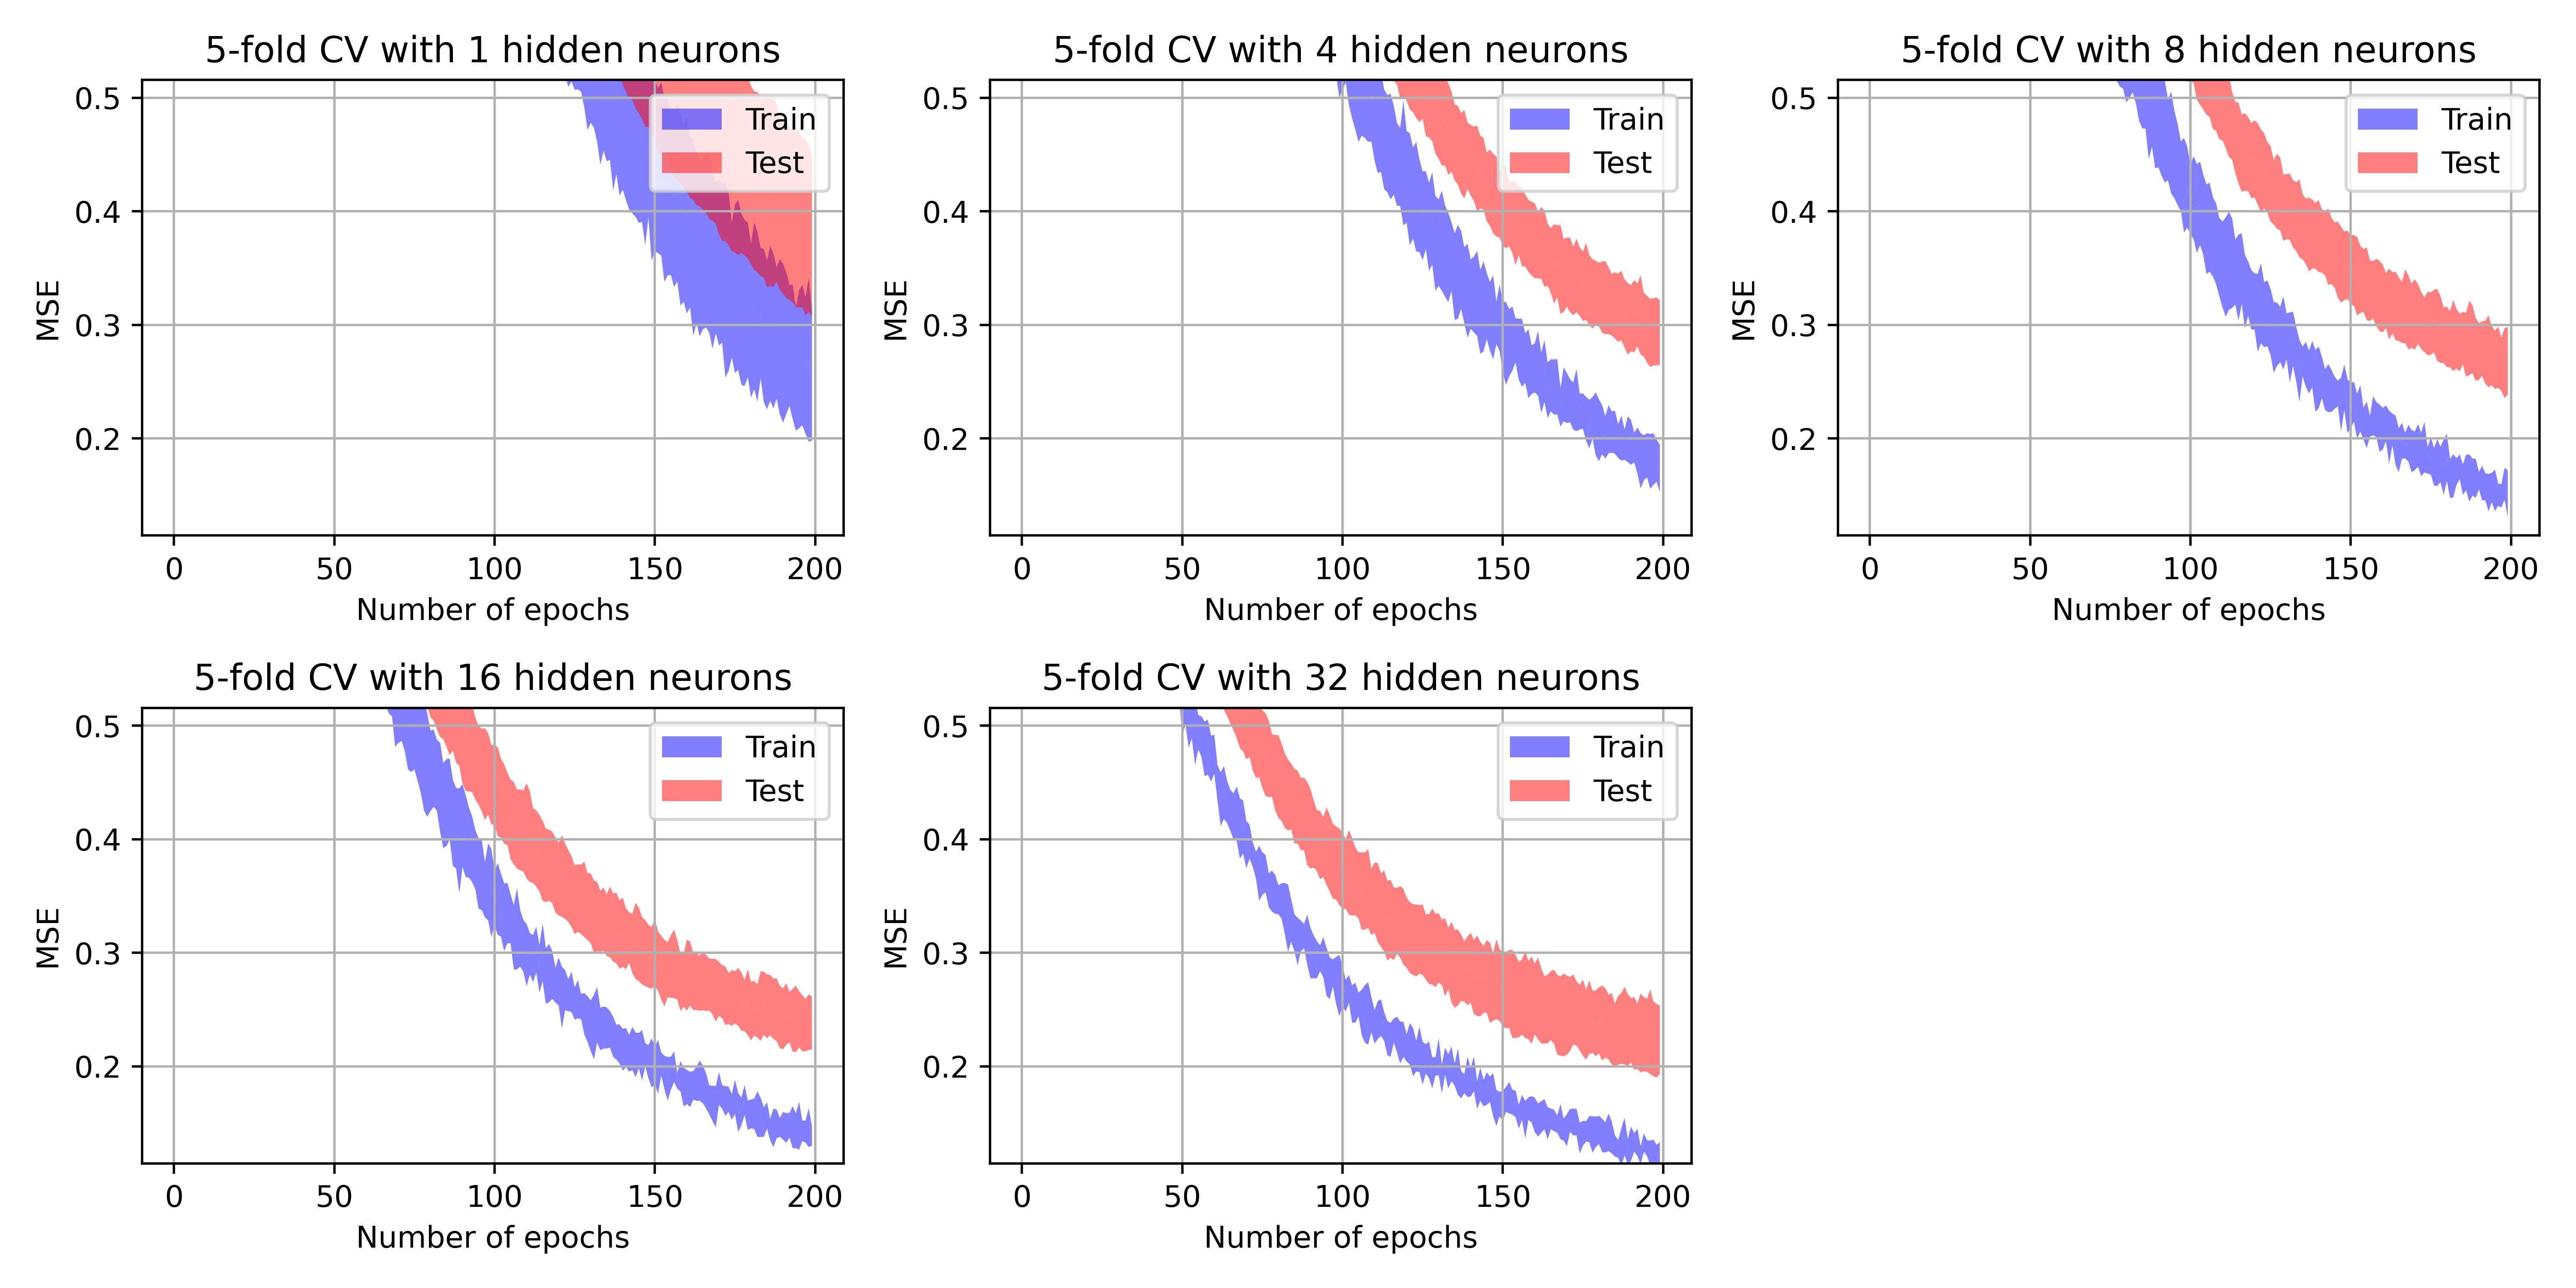 5-fold CV with 1 hidden neurons
0.5
0.4
0.3
0.2
MSE
Train
Test
0 50 100 150 200
Number of epochs
5-fold CV with 4 hidden neurons
0.5
0.4
0.3
0.2
MSE
Train
Test
0 50 100 150 200
Number of epochs
5-fold CV with 8 hidden neurons
0.5
0.4
0.3
0.2
MSE
Train
Test
0 50 100 150 200
Number of epochs
5-fold CV with 16 hidden neurons
0.5
0.4
0.3
0.2
MSE
Train
Test
0 50 100 150 200
Number of epochs
5-fold CV with 32 hidden neurons
0.5
0.4
0.3
0.2
MSE
Train
Test
0 50 100 150 200
Number of epochs